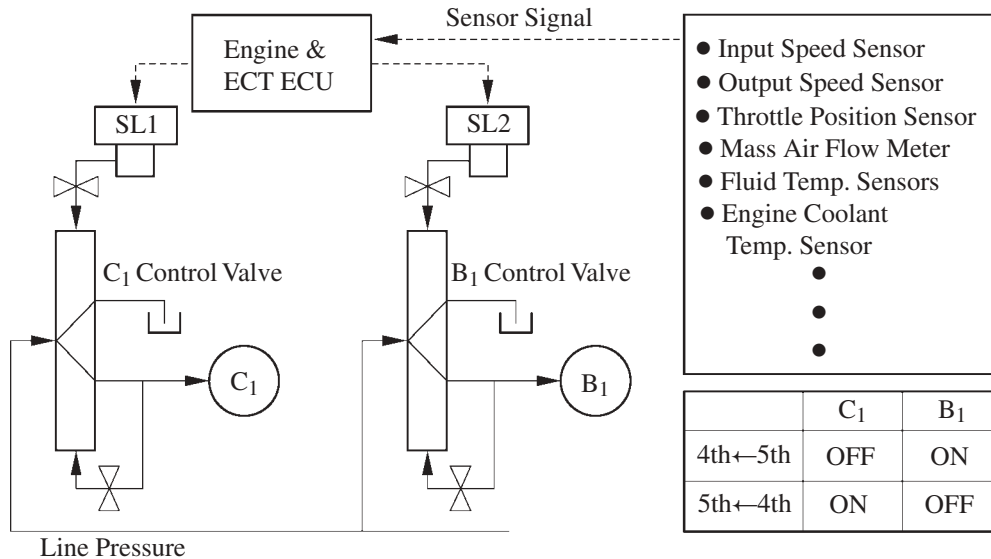 Sensor Signal
Engine &
ECT ECU
SL1
SL2
● Input Speed Sensor
● Output Speed Sensor
● Throttle Position Sensor
● Mass Air Flow Meter
● Fluid Temp. Sensors
● Engine Coolant
Temp. Sensor
●
●
●
C₁ Control Valve
B₁ Control Valve
C₁
B₁
C₁ B₁
4th←5th OFF ON
5th←4th ON OFF
Line Pressure